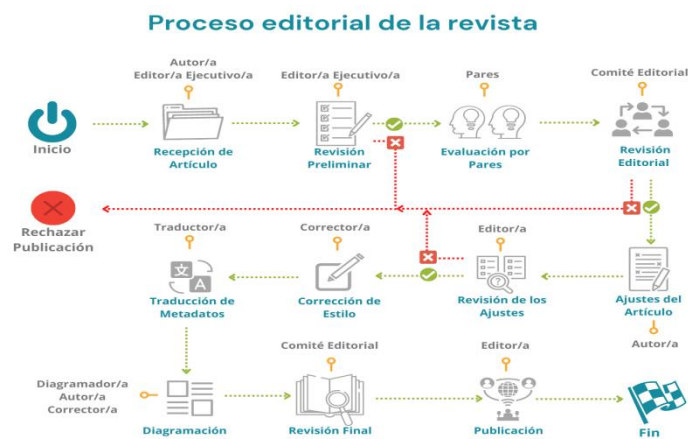 Proceso editorial de la revista
Autor/a
Editor/a Ejecutivo/a
Editor/a Ejecutivo/a
Pares
Comité Editorial
Inicio
Recepción de
Artículo
Revisión
Preliminar
Evaluación por
Pares
Revisión
Editorial
Rechazar
Publicación
Traductor/a
Corrector/a
Editor/a
Traducción de
Metadatos
Corrección de
Estilo
Revisión de los
Ajustes
Ajustes del
Artículo
Autor/a
Comité Editorial
Editor/a
Diagramador/a
Autor/a
Corrector/a
Diagramación
Revisión Final
Publicación
Fin